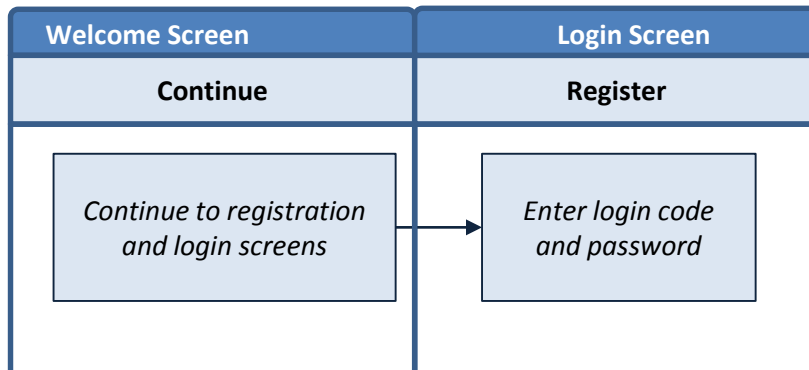 Welcome Screen
Login Screen
Continue
Register
Continue to registration
and login screens
Enter login code
and password